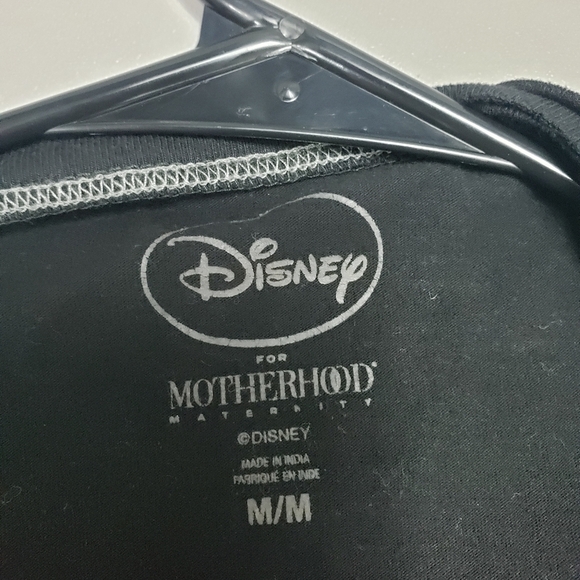 Disney
FOR
MOTHERHOOD®
MATERNITY
©DISNEY
MADE IN INDIA
FABRIQUÉ EN INDE
M/M